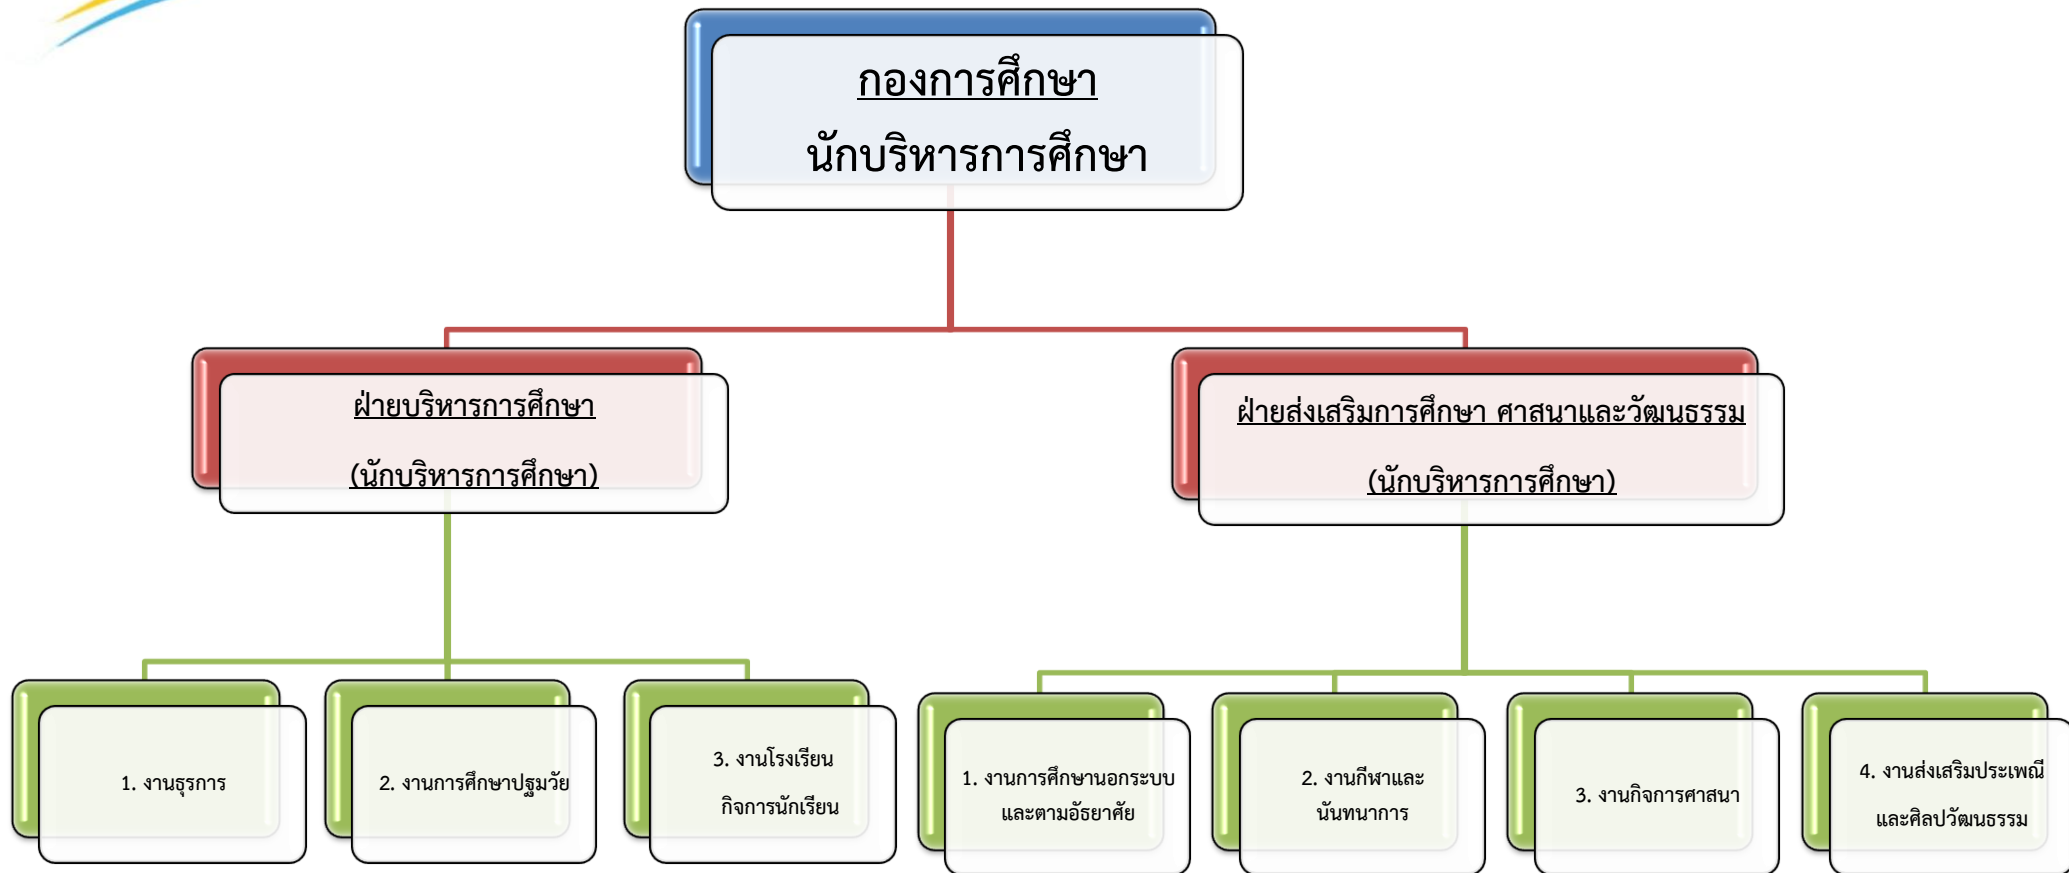 กองการศึกษา
นักบริหารการศึกษา
ฝ่ายบริหารการศึกษา
(นักบริหารการศึกษา)
ฝ่ายส่งเสริมการศึกษา ศาสนาและวัฒนธรรม
(นักบริหารการศึกษา)
1. งานธุรการ
2. งานการศึกษาปฐมวัย
3. งานโรงเรียน
กิจการนักเรียน
1. งานการศึกษานอกระบบ
และตามอัธยาศัย
2. งานกีฬาและ
นันทนาการ
3. งานกิจการศาสนา
4. งานส่งเสริมประเพณี
และศิลปวัฒนธรรม